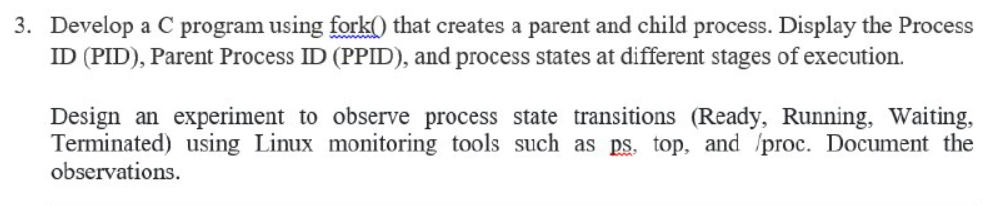 3. Develop a C program using fork() that creates a parent and child process. Display the Process
ID (PID), Parent Process ID (PPID), and process states at different stages of execution.
Design an experiment to observe process state transitions (Ready, Running, Waiting,
Terminated) using Linux monitoring tools such as ps, top, and /proc. Document the
observations.